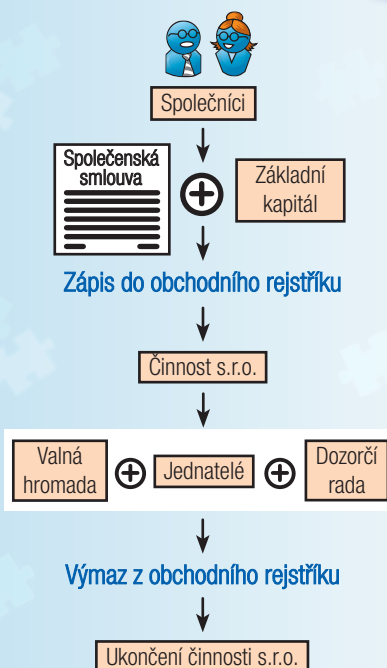 Společníci
Společenská
smlouva
Základní
kapitál
Zápis do obchodního rejstříku
Činnost s.r.o.
Valná
hromada
Jednatelé
Dozorčí
rada
Výmaz z obchodního rejstříku
Ukončení činnosti s.r.o.